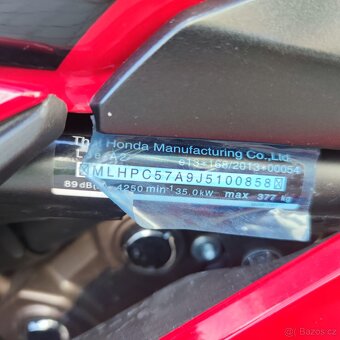 Thai Honda Manufacturing Co.,Ltd.
e13*168/2013*00054
MLHPC57A9J5100858
89 dB(A) - 4250 min-1 35.0kW max 377 kg
© Bazos.cz